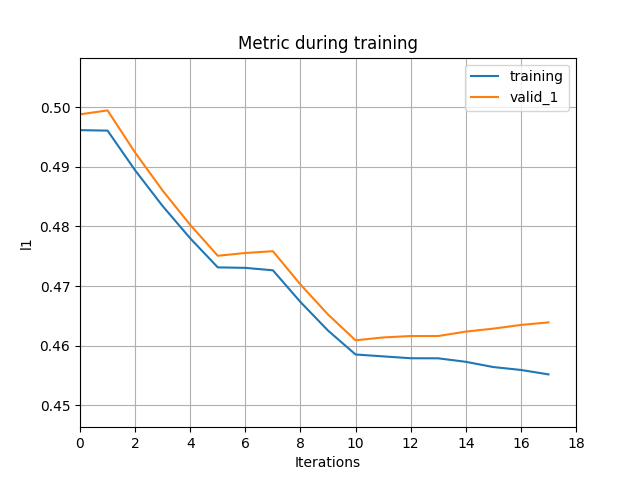 Metric during training
training
valid_1
0.50
0.49
0.48
0.47
0.46
0.45
l1
0 2 4 6 8 10 12 14 16 18
Iterations